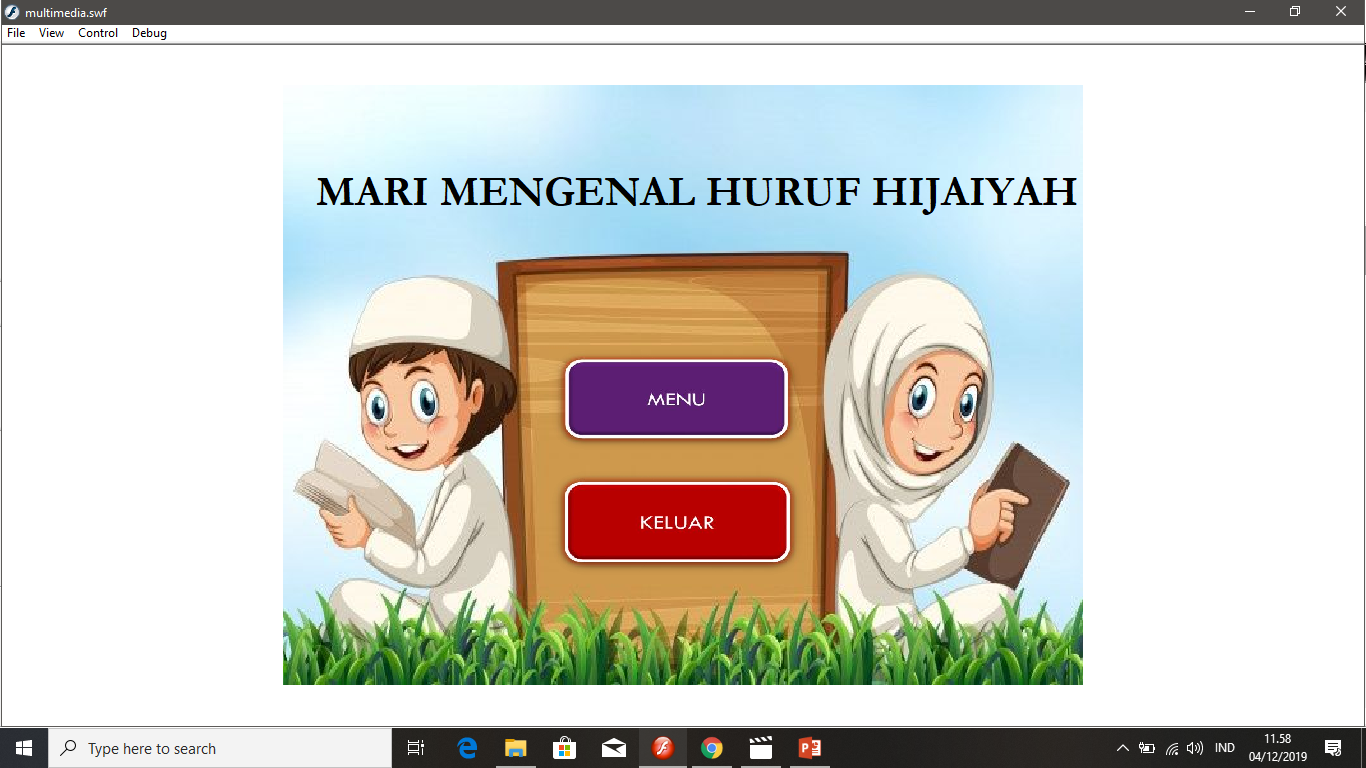 multimedia.swf
File View Control Debug
MARI MENGENAL HURUF HIJAIYAH
MENU
KELUAR
Type here to search
IND
11.58
04/12/2019